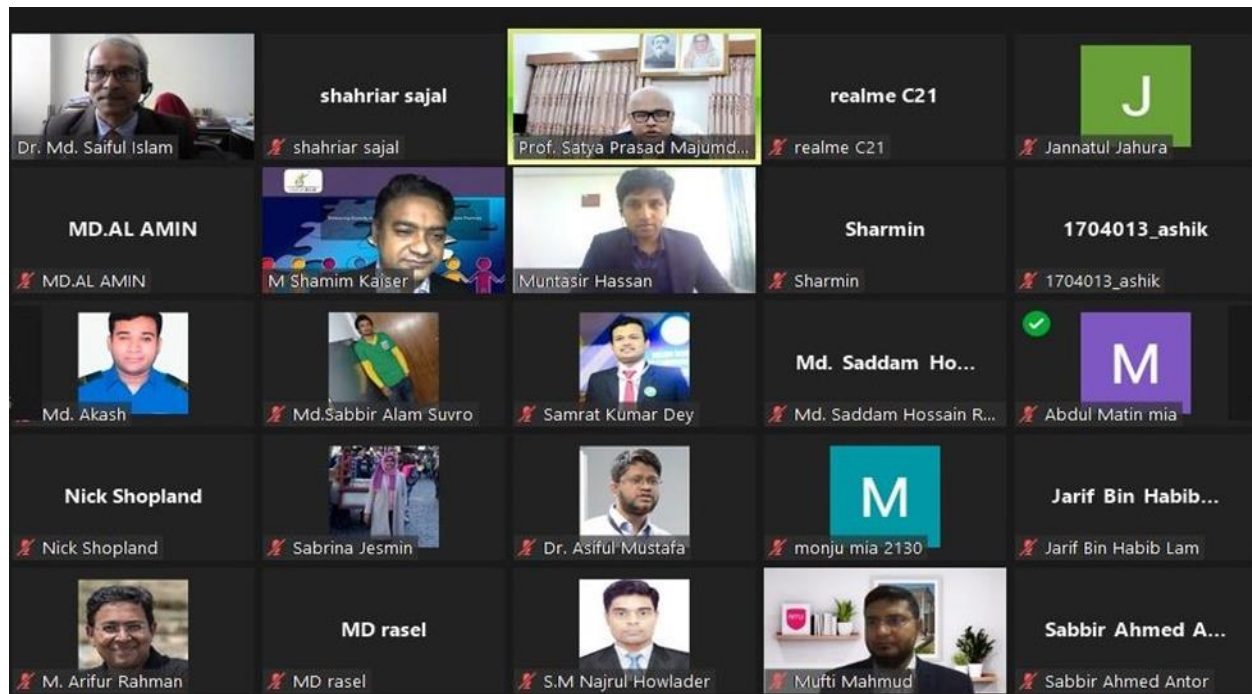 Dr. Md. Saiful Islam
shahriar sajal
shahriar sajal
Prof. Satya Prasad Majumd...
realme C21
realme C21
J
Jannatul Jahura
MD.AL AMIN
MD.AL AMIN
M Shamim Kaiser
Muntasir Hassan
Sharmin
Sharmin
1704013_ashik
1704013_ashik
Md. Akash
Md.Sabbir Alam Suvro
Samrat Kumar Dey
Md. Saddam Ho...
Md. Saddam Hossain R...
M
Abdul Matin mia
Nick Shopland
Nick Shopland
Sabrina Jesmin
Dr. Asiful Mustafa
M
monju mia 2130
Jarif Bin Habib...
Jarif Bin Habib Lam
M. Arifur Rahman
MD rasel
MD rasel
S.M Najrul Howlader
NTU
Mufti Mahmud
Sabbir Ahmed A...
Sabbir Ahmed Antor